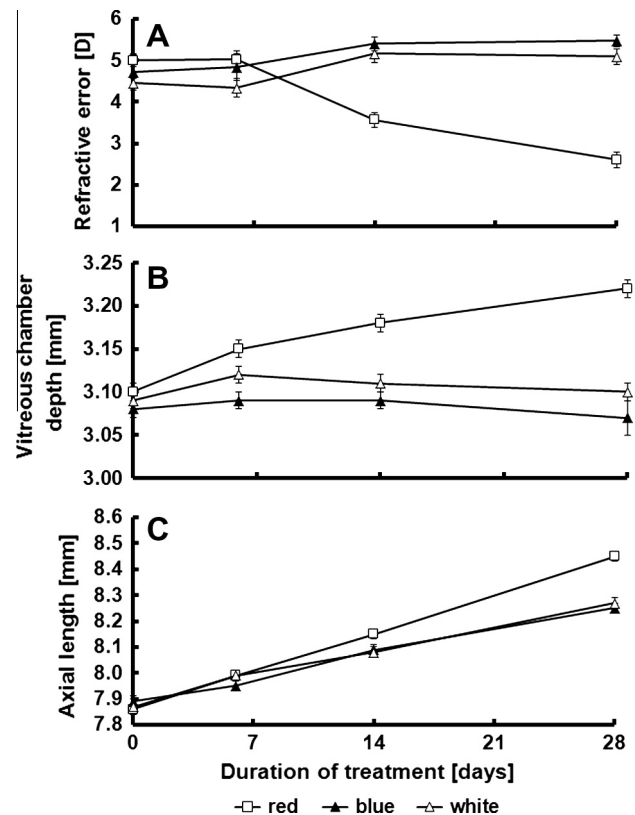 A
Refractive error [D]
6
5
4
3
2
1
B
Vitreous chamber
depth [mm]
3.25
3.20
3.15
3.10
3.05
3.00
C
Axial length [mm]
8.6
8.5
8.4
8.3
8.2
8.1
8.0
7.9
7.8
0 7 14 21 28
Duration of treatment [days]
red blue white